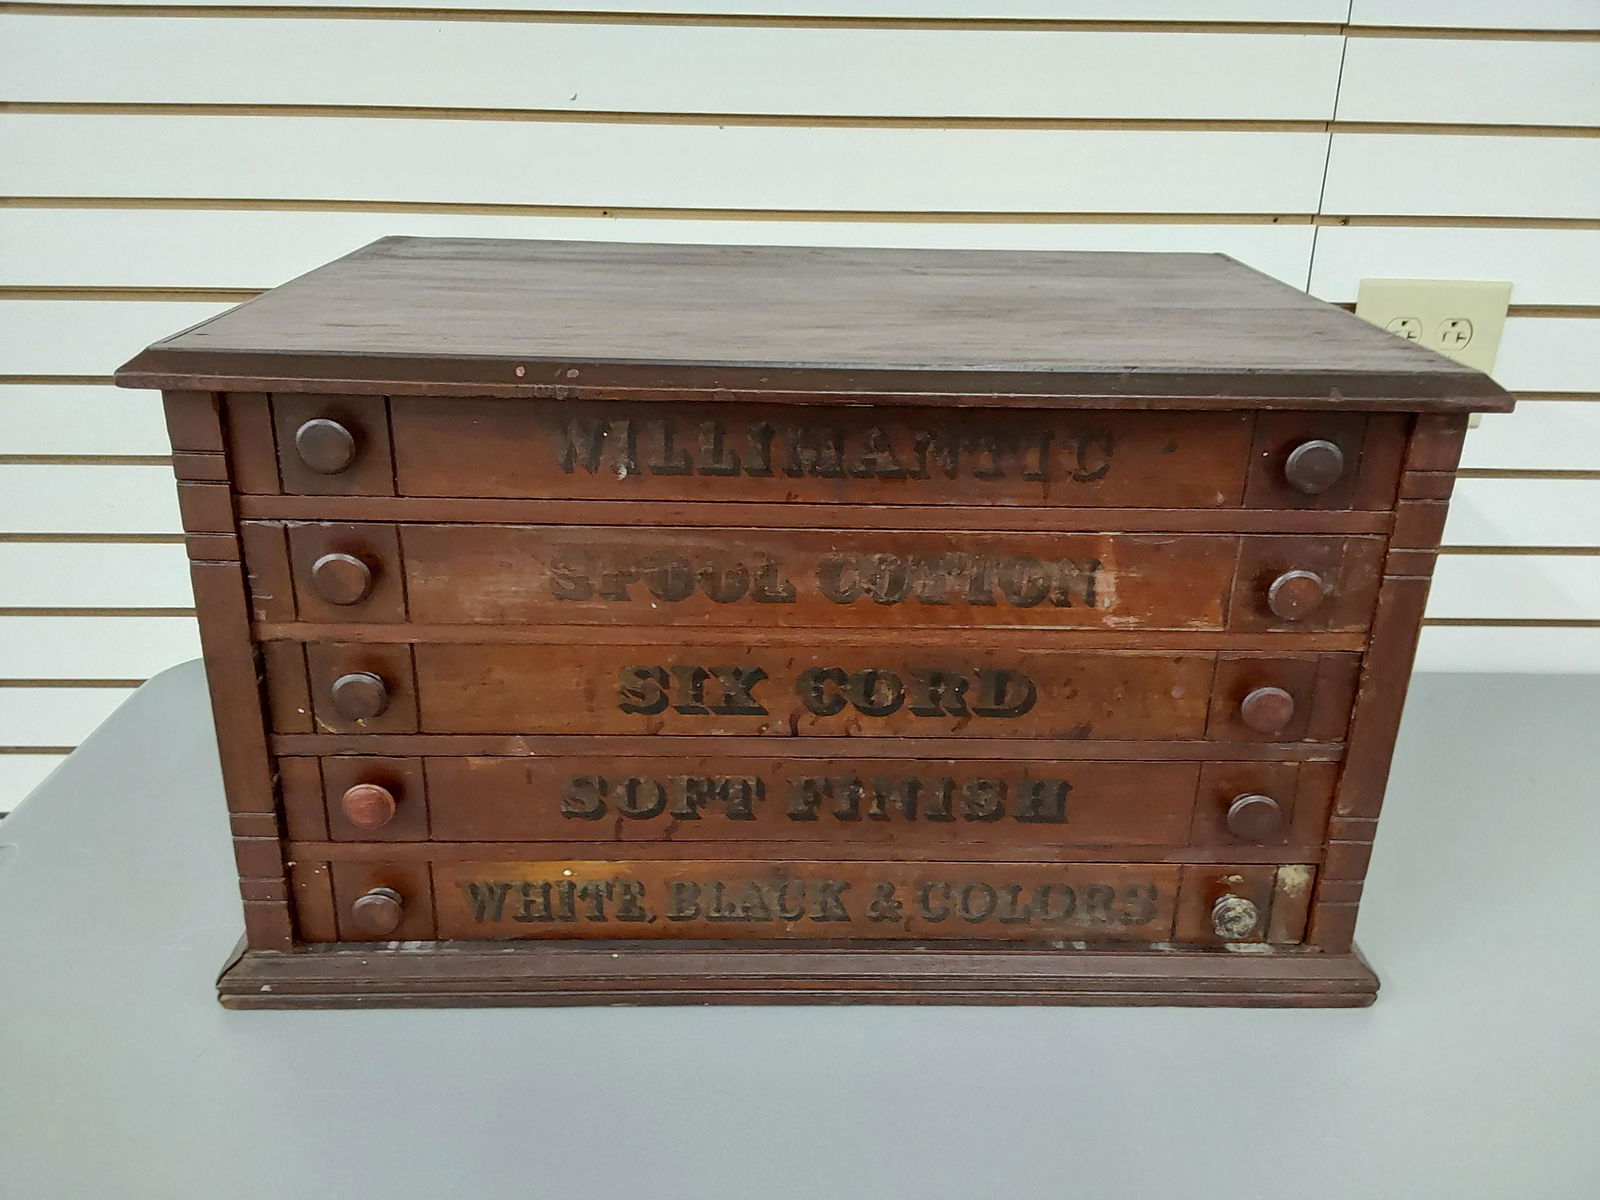 WILLIMANTIC
SPOOL COTTON
SIX CORD
SOFT FINISH
WHITE, BLACK & COLORS